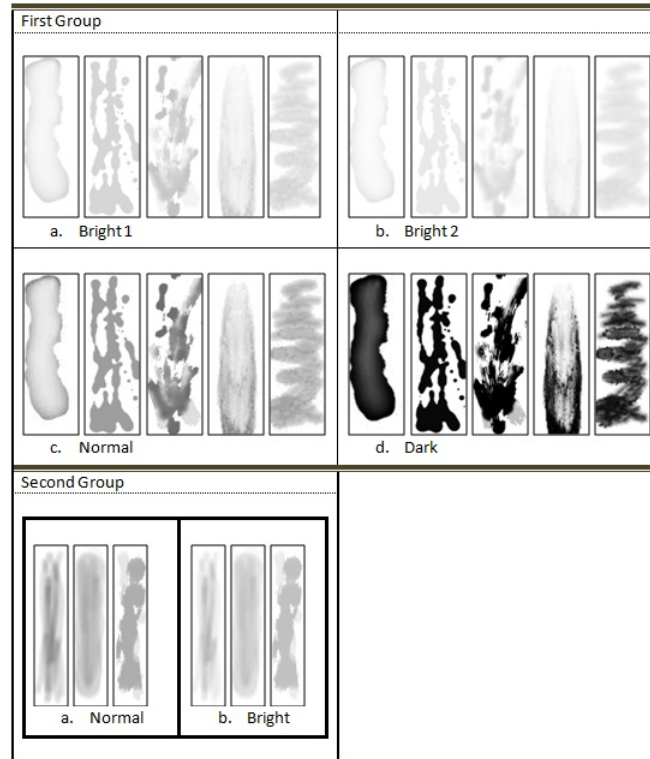 First Group
a. Bright 1
b. Bright 2
c. Normal
d. Dark
Second Group
a. Normal
b. Bright